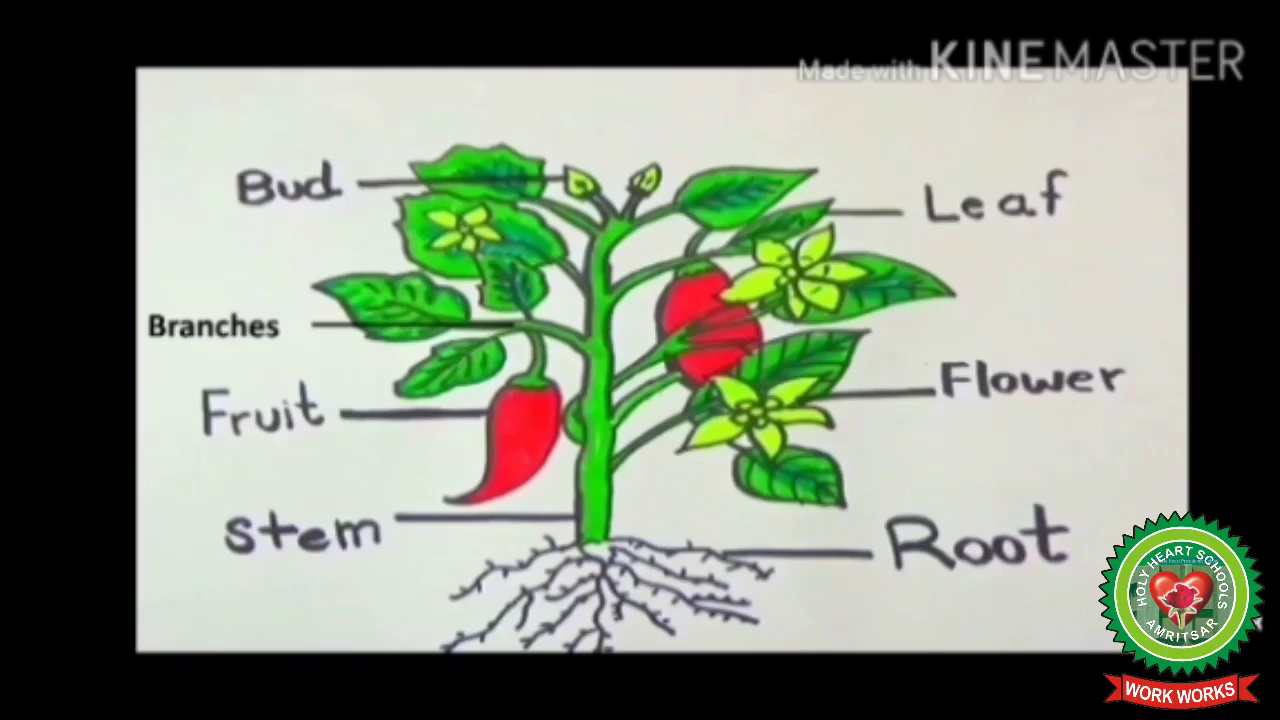 Made with KINEMASTER
Bud
Leaf
Branches
Fruit
Flower
stem
Root
HOLY HEART SCHOOLS
AMRITSAR
WORK WORKS